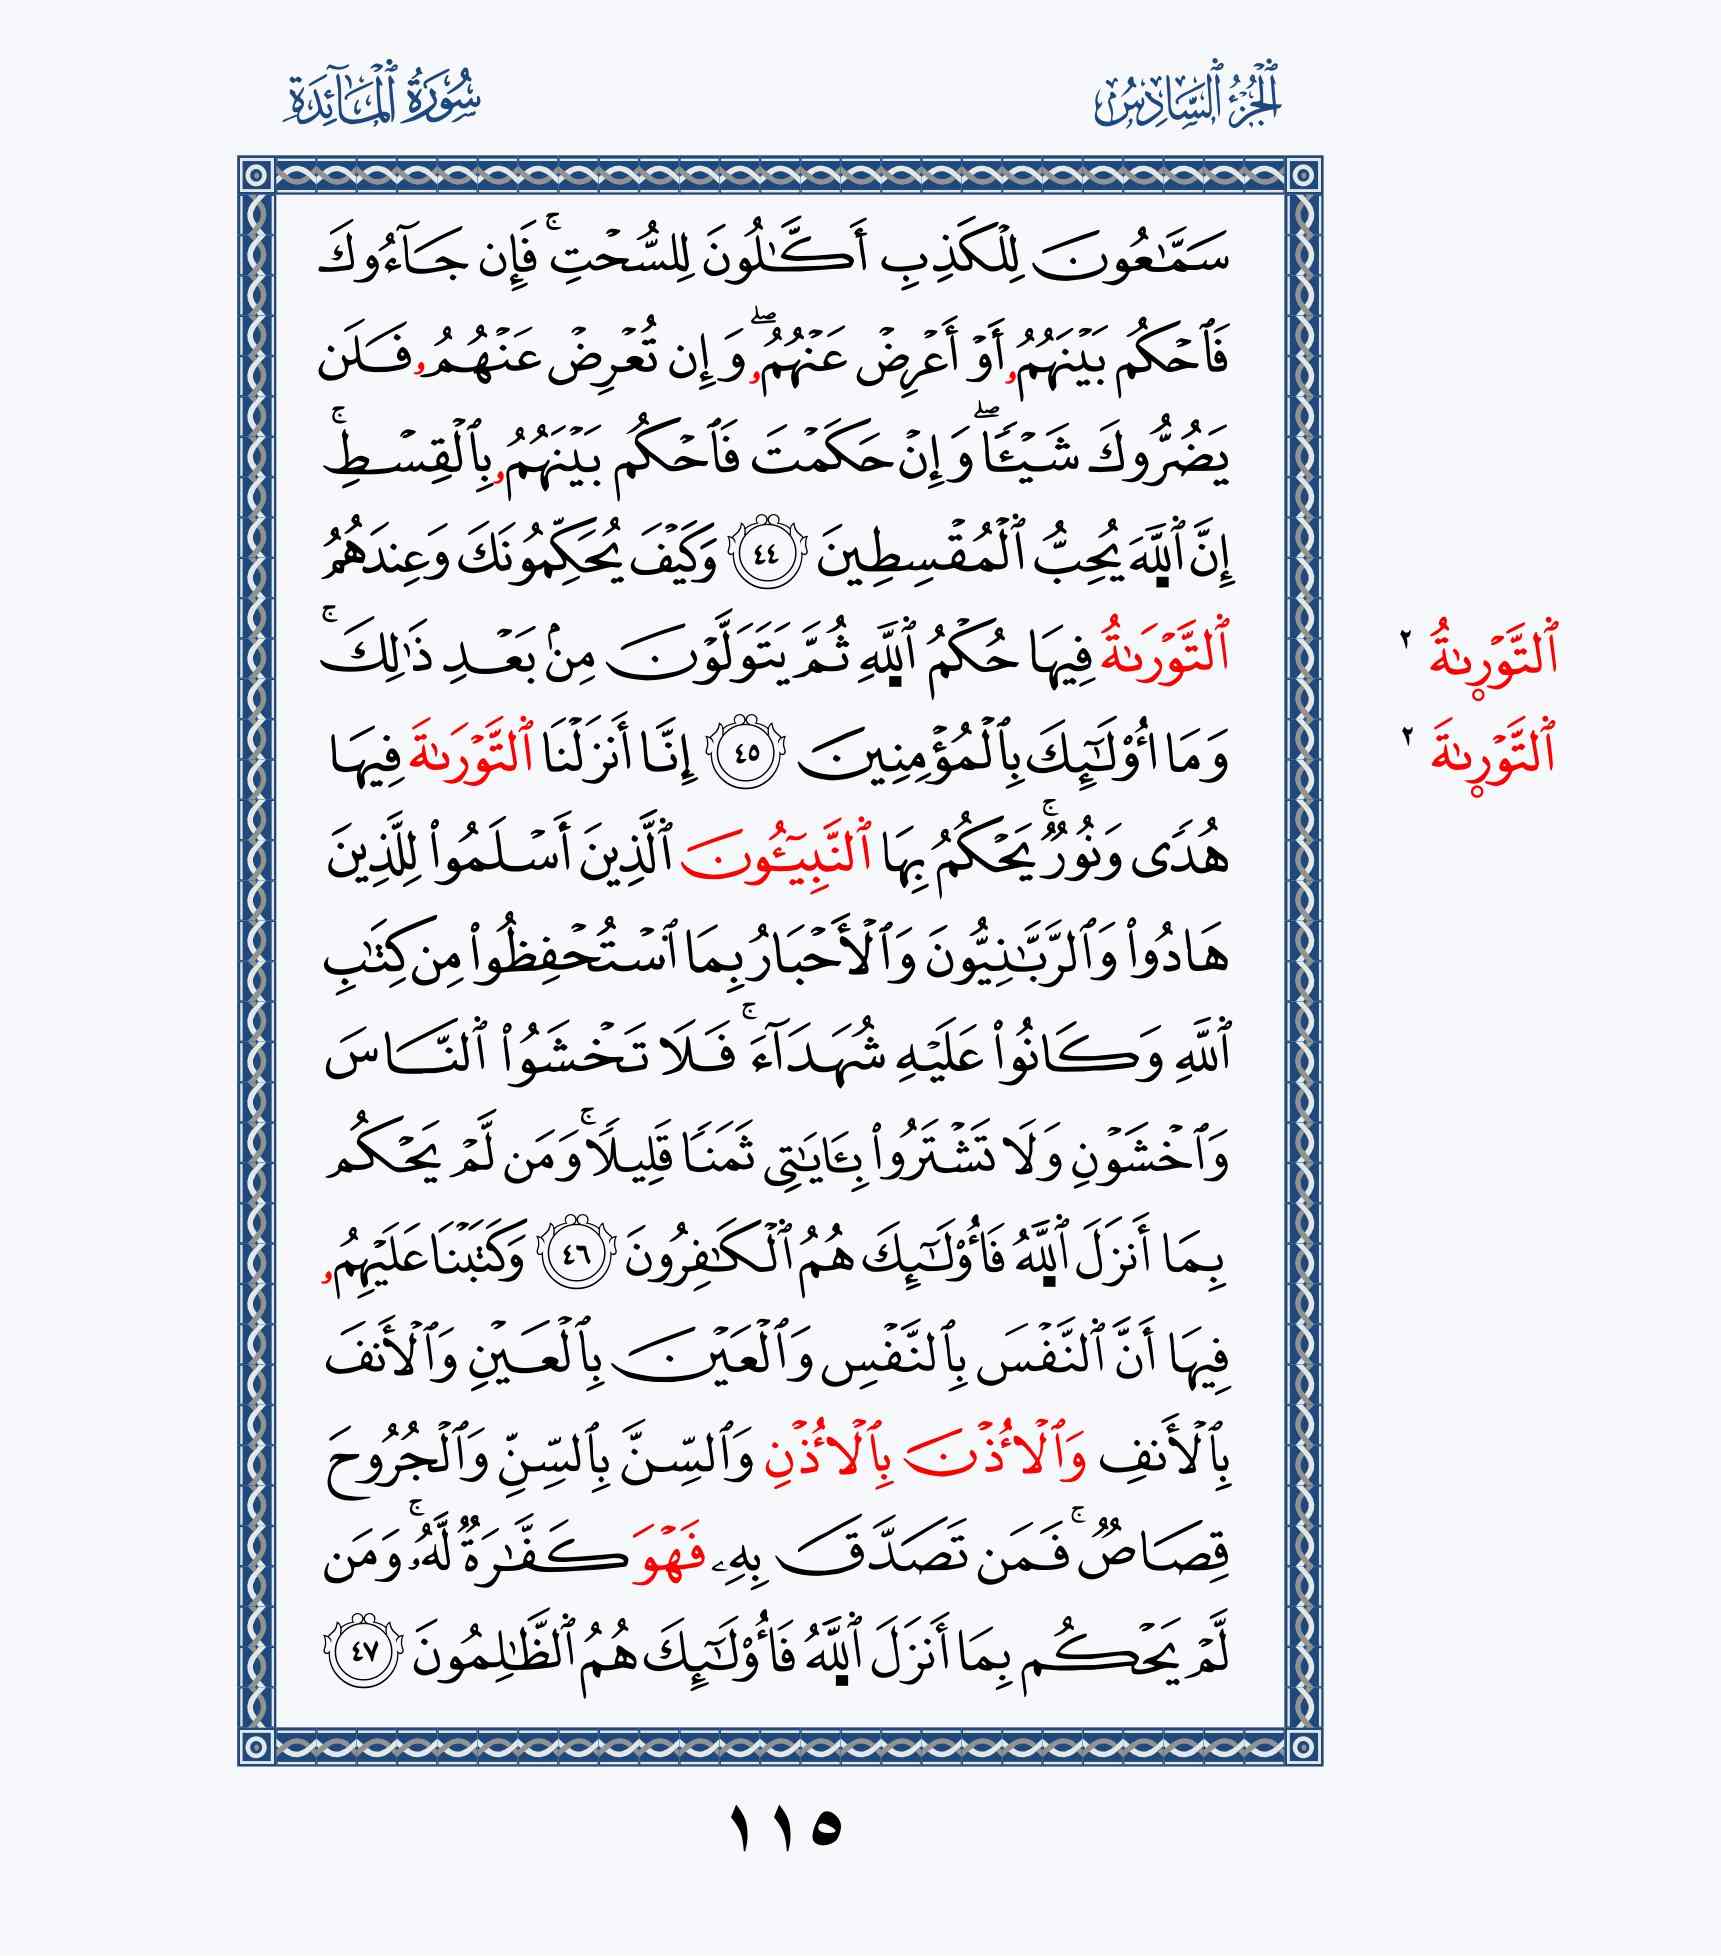 ٱلْجُزْءُ ٱلسَّادِسُ
سُورَةُ ٱلْمَآئِدَةِ
سَمَّٰعُونَ لِلْكَذِبِ أَكَّٰلُونَ لِلسُّحْتِۚ فَإِن جَآءُوكَ
فَٱحْكُم بَيْنَهُمُۥ أَوْ أَعْرِضْ عَنْهُمُۥۖ وَإِن تُعْرِضْ عَنْهُمُۥ فَلَن
يَضُرُّوكَ شَيْـًٔاۖ وَإِنْ حَكَمْتَ فَٱحْكُم بَيْنَهُمُۥ بِٱلْقِسْطِۚ
إِنَّ ٱللَّهَ يُحِبُّ ٱلْمُقْسِطِينَ ٤٤ وَكَيْفَ يُحَكِّمُونَكَ وَعِندَهُمُ
ٱلتَّوْرَىٰةُ فِيهَا حُكْمُ ٱللَّهِ ثُمَّ يَتَوَلَّوْنَ مِنۢ بَعْدِ ذَٰلِكَۚ
ٱلتَّوْرىٰةُ ٢
وَمَا أُوْلَٰٓئِكَ بِٱلْمُؤْمِنِينَ ٤٥ إِنَّا أَنزَلْنَا ٱلتَّوْرَىٰةَ فِيهَا
ٱلتَّوْرىٰةَ ٢
هُدًى وَنُورٌۚ يَحْكُمُ بِهَا ٱلنَّبِيٓـُٔونَ ٱلَّذِينَ أَسْلَمُواْ لِلَّذِينَ
هَادُواْ وَٱلرَّبَّٰنِيُّونَ وَٱلْأَحْبَارُ بِمَا ٱسْتُحْفِظُواْ مِن كِتَٰبِ
ٱللَّهِ وَكَانُواْ عَلَيْهِ شُهَدَآءَۚ فَلَا تَخْشَوُاْ ٱلنَّاسَ
وَٱخْشَوْنِ وَلَا تَشْتَرُواْ بِـَٔايَٰتِى ثَمَنًا قَلِيلًاۚ وَمَن لَّمْ يَحْكُم
بِمَا أَنزَلَ ٱللَّهُ فَأُوْلَٰٓئِكَ هُمُ ٱلْكَٰفِرُونَ ٤٦ وَكَتَبْنَا عَلَيْهِمُۥ
فِيهَا أَنَّ ٱلنَّفْسَ بِٱلنَّفْسِ وَٱلْعَيْنَ بِٱلْعَيْنِ وَٱلْأَنفَ
بِٱلْأَنفِ وَٱلْأُذْنَ بِٱلْأُذْنِ وَٱلسِّنَّ بِٱلسِّنِّ وَٱلْجُرُوحَ
قِصَاصٌۚ فَمَن تَصَدَّقَ بِهِۦ فَهْوَ كَفَّٰرَةٌ لَّهُۥۚ وَمَن
لَّمْ يَحْكُم بِمَا أَنزَلَ ٱللَّهُ فَأُوْلَٰٓئِكَ هُمُ ٱلظَّٰلِمُونَ ٤٧
١١٥